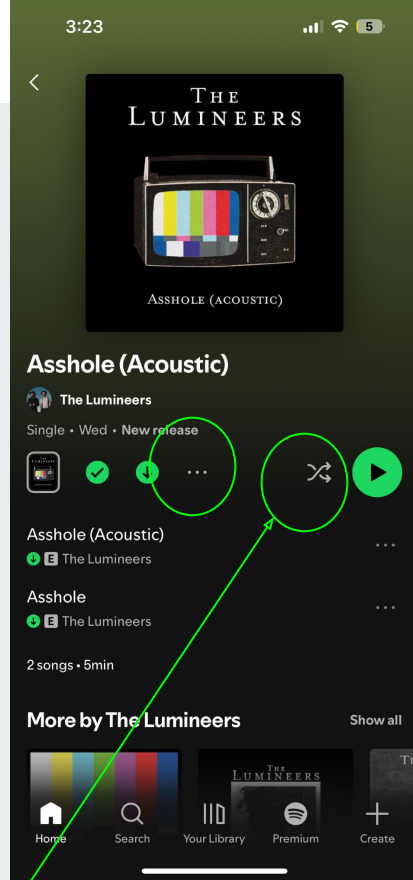 3:23
5
THE
LUMINEERS
ASSHOLE (ACOUSTIC)
Asshole (Acoustic)
The Lumineers
Single • Wed • New release
Asshole (Acoustic)
E The Lumineers
Asshole
E The Lumineers
2 songs • 5min
More by The Lumineers
Show all
THE
LUMINEERS
Home
Search
Your Library
Premium
Create